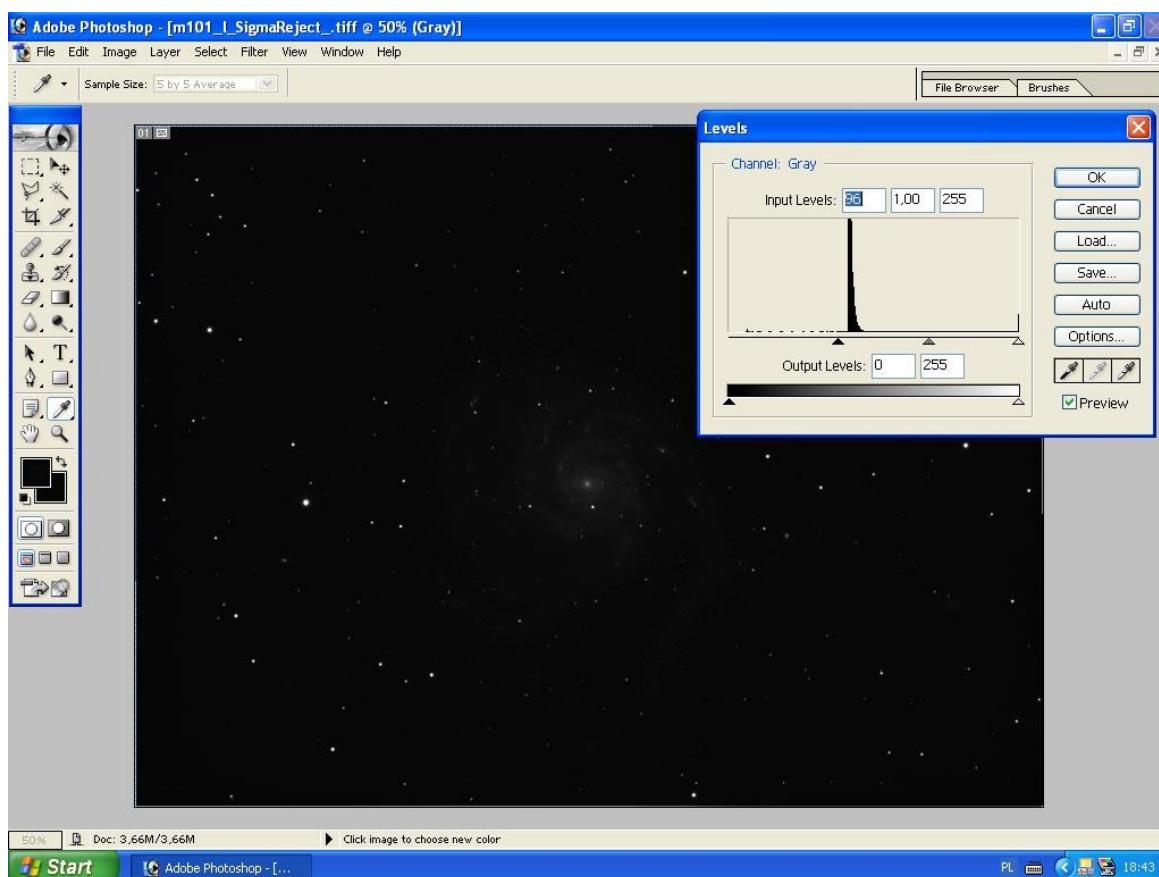 Adobe Photoshop - [m101_l_SigmaReject_.tiff @ 50% (Gray)]
File Edit Image Layer Select Filter View Window Help
Sample Size: 5 by 5 Average
File Browser Brushes
01
Levels
Channel: Gray
Input Levels: 96 1,00 255
OK
Cancel
Load...
Save...
Auto
Options...
Output Levels: 0 255
Preview
50% Doc: 3,66M/3,66M Click image to choose new color
Start Adobe Photoshop - [... PL 18:43